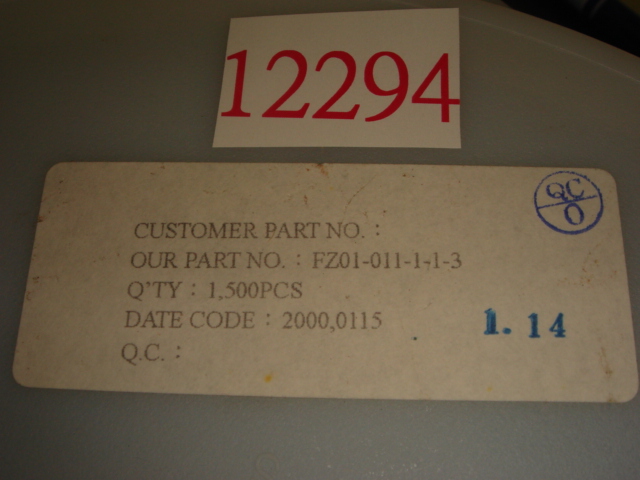 12294
QC
0
CUSTOMER PART NO. :
OUR PART NO. : FZ01-011-1-1-3
Q'TY : 1,500PCS
DATE CODE : 2000,0115
1. 14
Q.C. :